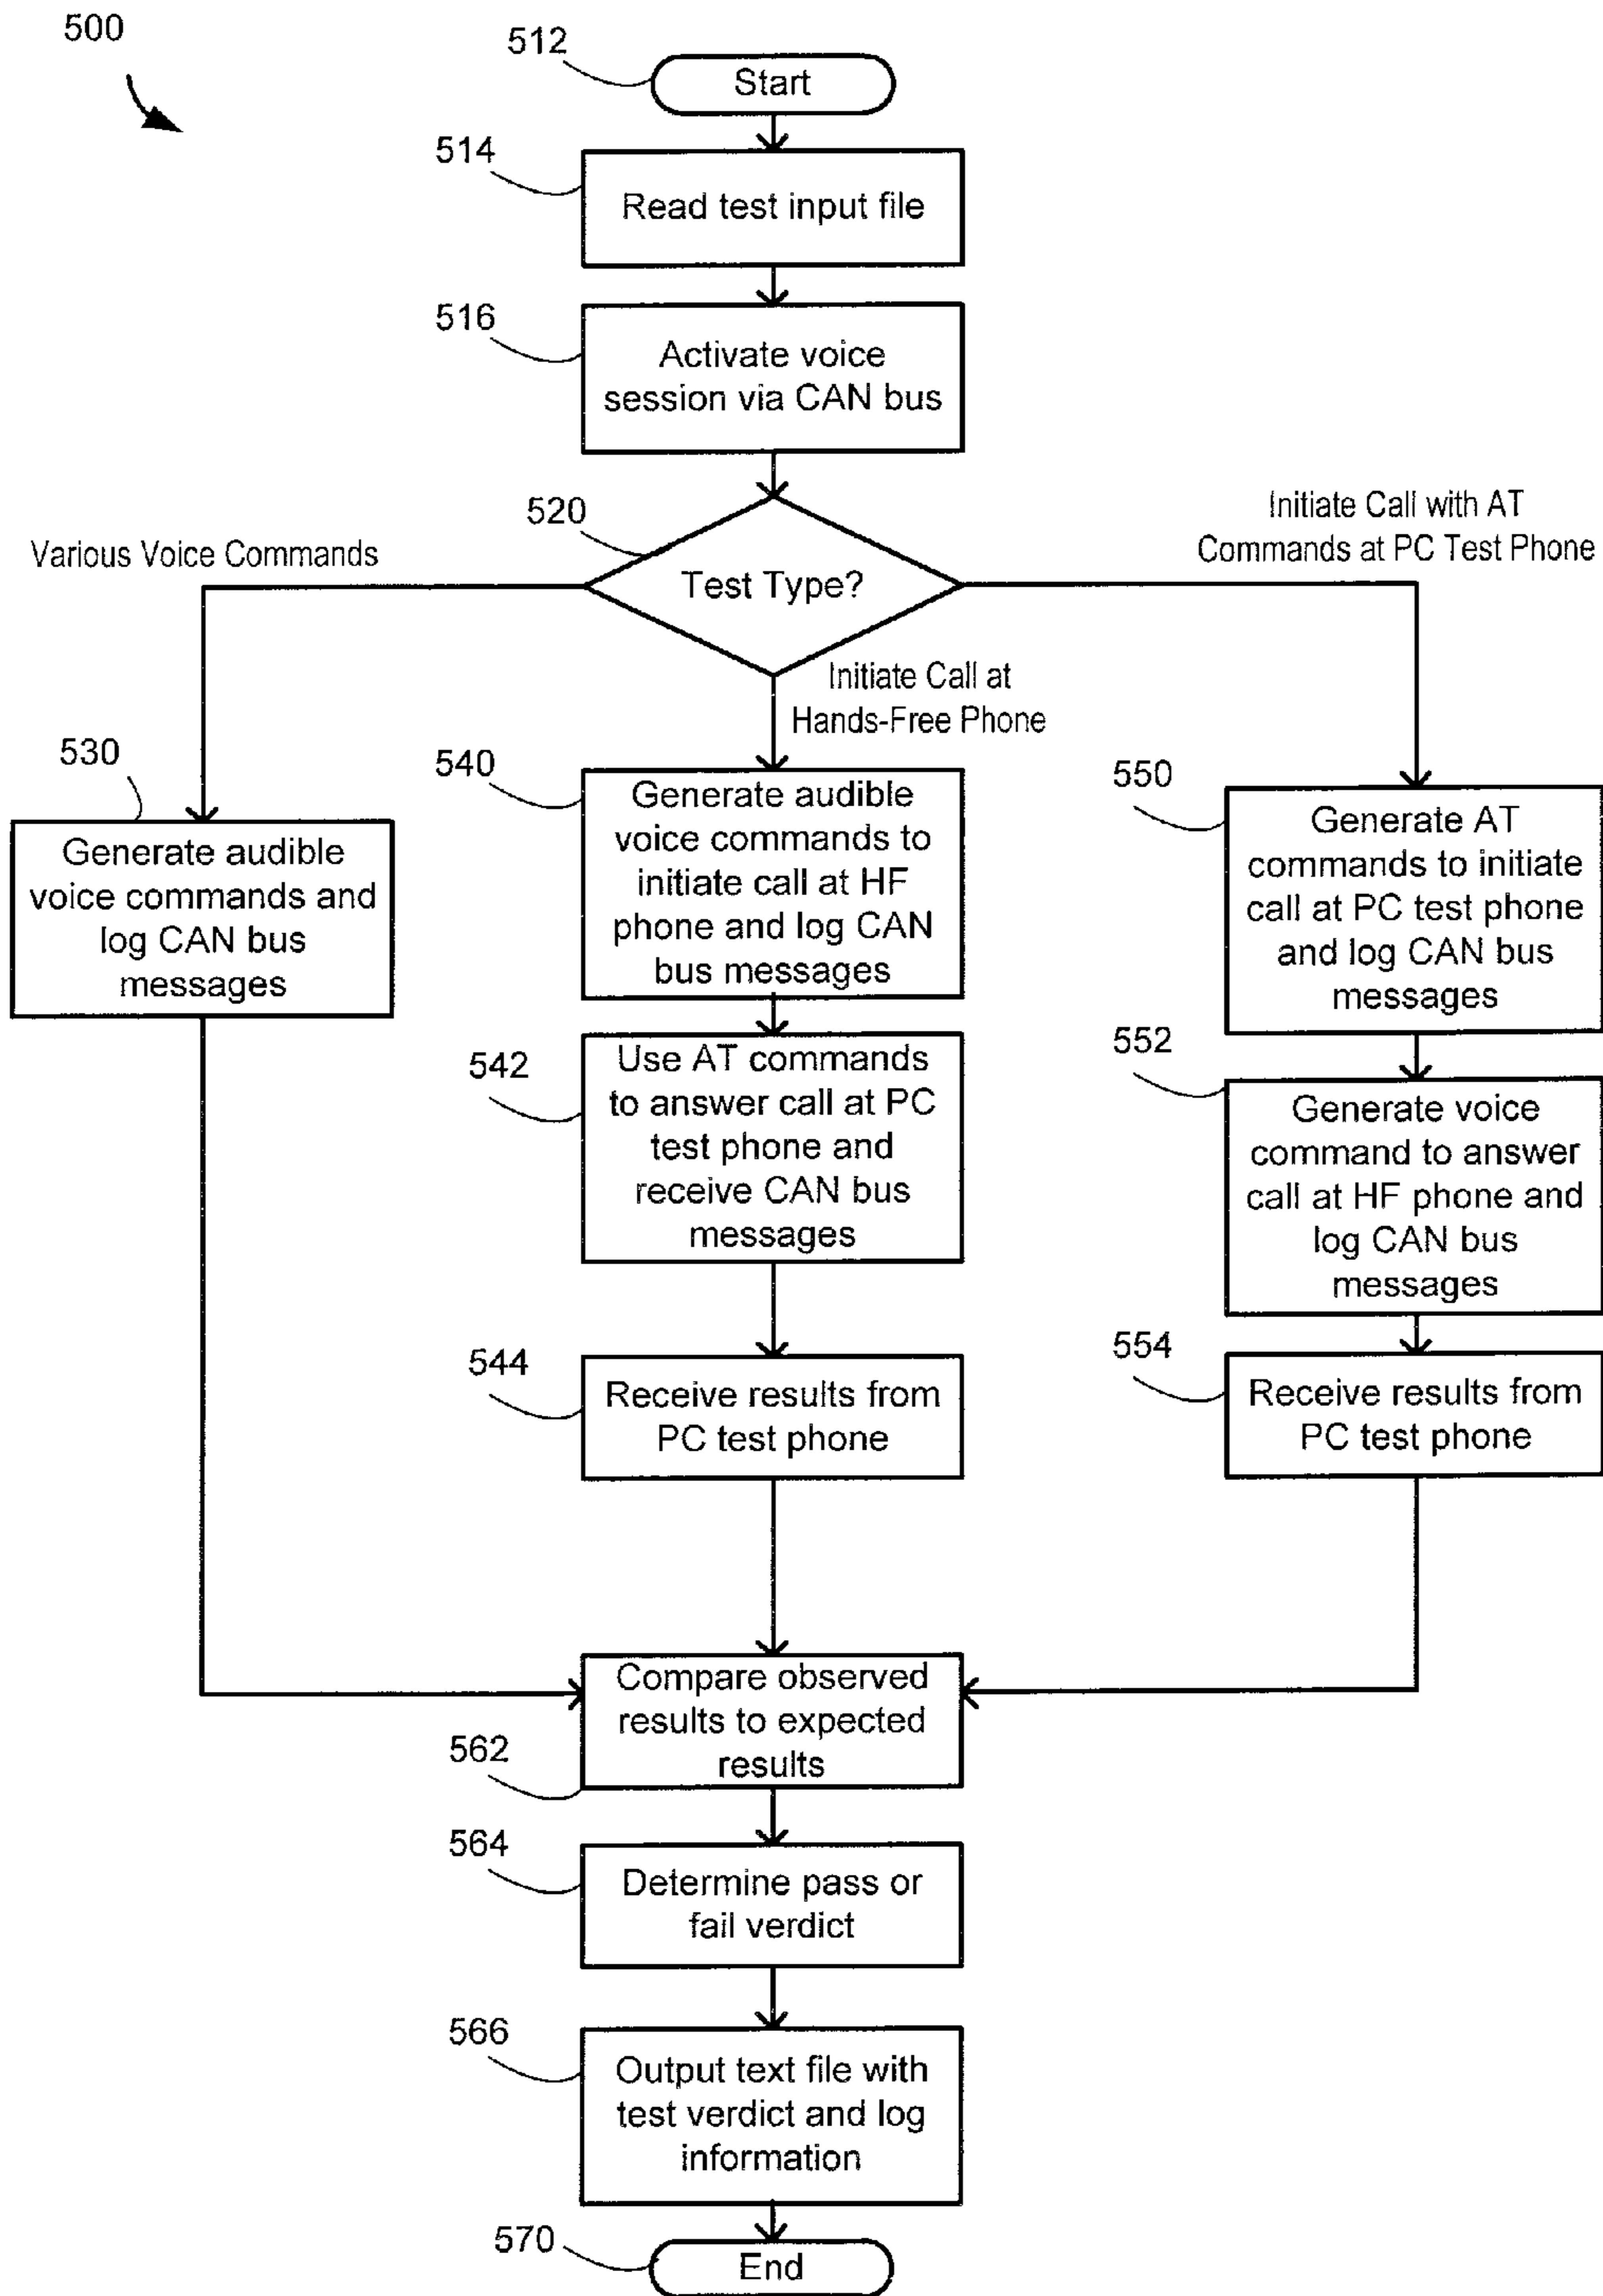 500
512
Start
514
Read test input file
516
Activate voice
session via CAN bus
520
Test Type?
Various Voice Commands
Initiate Call at
Hands-Free Phone
Initiate Call with AT
Commands at PC Test Phone
530
Generate audible
voice commands and
log CAN bus
messages
540
Generate audible
voice commands to
initiate call at HF
phone and log CAN
bus messages
542
Use AT commands
to answer call at PC
test phone and
receive CAN bus
messages
544
Receive results from
PC test phone
550
Generate AT
commands to initiate
call at PC test phone
and log CAN bus
messages
552
Generate voice
command to answer
call at HF phone and
log CAN bus
messages
554
Receive results from
PC test phone
Compare observed
results to expected
results
562
564
Determine pass or
fail verdict
566
Output text file with
test verdict and log
information
570
End